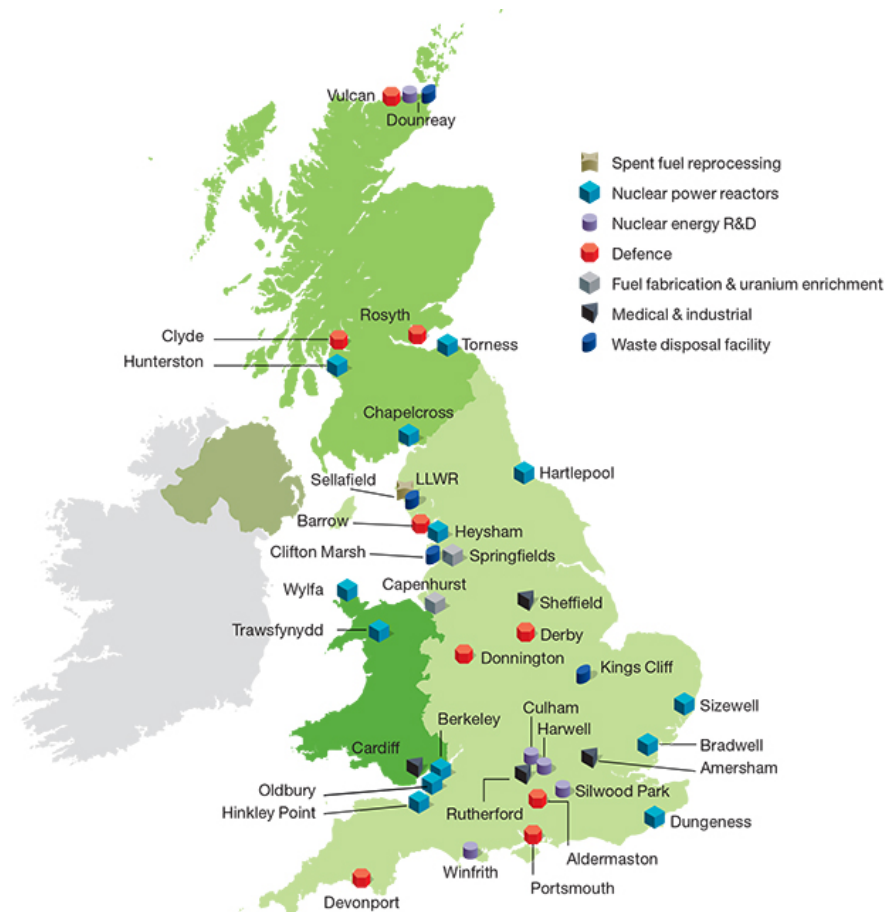 Vulcan
Dounreay
Spent fuel reprocessing
Nuclear power reactors
Nuclear energy R&D
Defence
Fuel fabrication & uranium enrichment
Medical & industrial
Waste disposal facility
Rosyth
Clyde
Torness
Hunterston
Chapelcross
Hartlepool
Sellafield
LLWR
Barrow
Heysham
Clifton Marsh
Springfields
Capenhurst
Wylfa
Sheffield
Trawsfynydd
Derby
Donnington
Kings Cliff
Culham
Sizewell
Berkeley
Harwell
Bradwell
Cardiff
Amersham
Oldbury
Silwood Park
Hinkley Point
Rutherford
Dungeness
Aldermaston
Winfrith
Portsmouth
Devonport